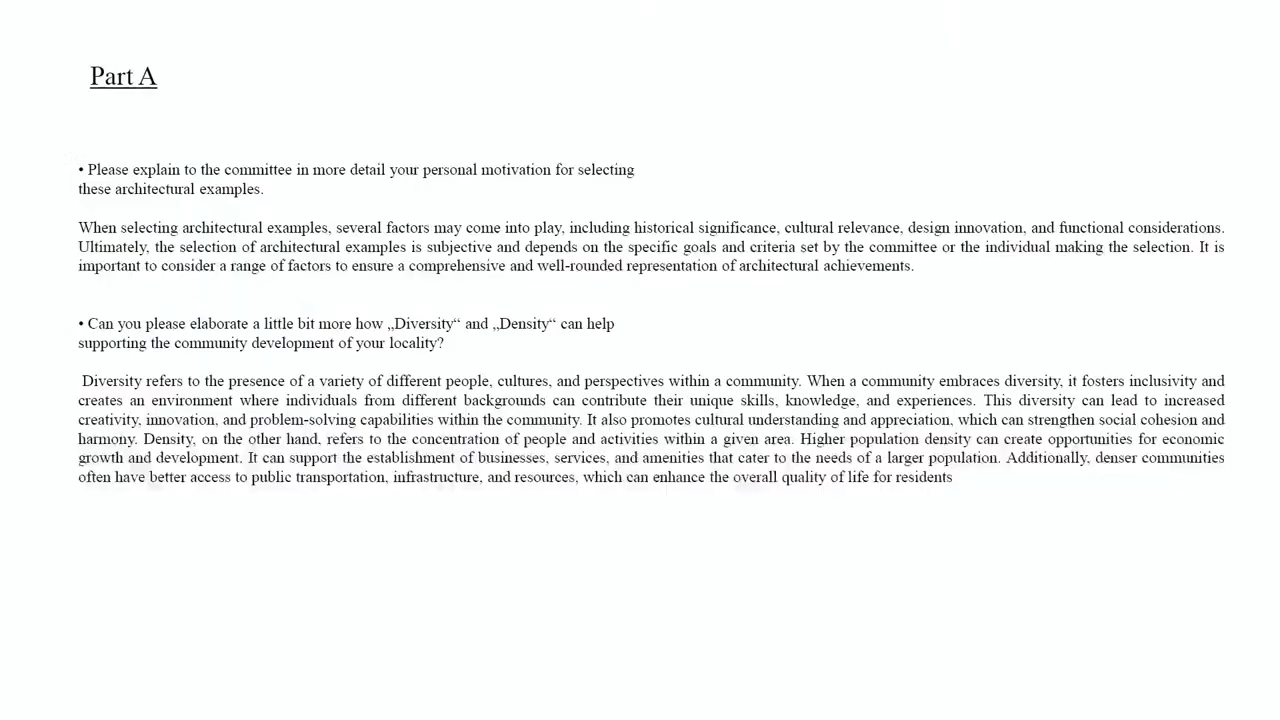 Part A
• Please explain to the committee in more detail your personal motivation for selecting
these architectural examples.
When selecting architectural examples, several factors may come into play, including historical significance, cultural relevance, design innovation, and functional considerations.
Ultimately, the selection of architectural examples is subjective and depends on the specific goals and criteria set by the committee or the individual making the selection. It is
important to consider a range of factors to ensure a comprehensive and well-rounded representation of architectural achievements.
• Can you please elaborate a little bit more how „Diversity“ and „Density“ can help
supporting the community development of your locality?
Diversity refers to the presence of a variety of different people, cultures, and perspectives within a community. When a community embraces diversity, it fosters inclusivity and
creates an environment where individuals from different backgrounds can contribute their unique skills, knowledge, and experiences. This diversity can lead to increased
creativity, innovation, and problem-solving capabilities within the community. It also promotes cultural understanding and appreciation, which can strengthen social cohesion and
harmony. Density, on the other hand, refers to the concentration of people and activities within a given area. Higher population density can create opportunities for economic
growth and development. It can support the establishment of businesses, services, and amenities that cater to the needs of a larger population. Additionally, denser communities
often have better access to public transportation, infrastructure, and resources, which can enhance the overall quality of life for residents